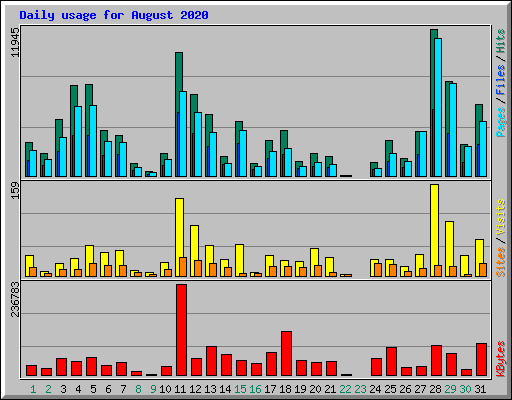 Daily usage for August 2020
11945
Pages / Files / Hits
159
Sites / Visits
236783
KBytes
1 2 3 4 5 6 7 8 9 10 11 12 13 14 15 16 17 18 19 20 21 22 23 24 25 26 27 28 29 30 31